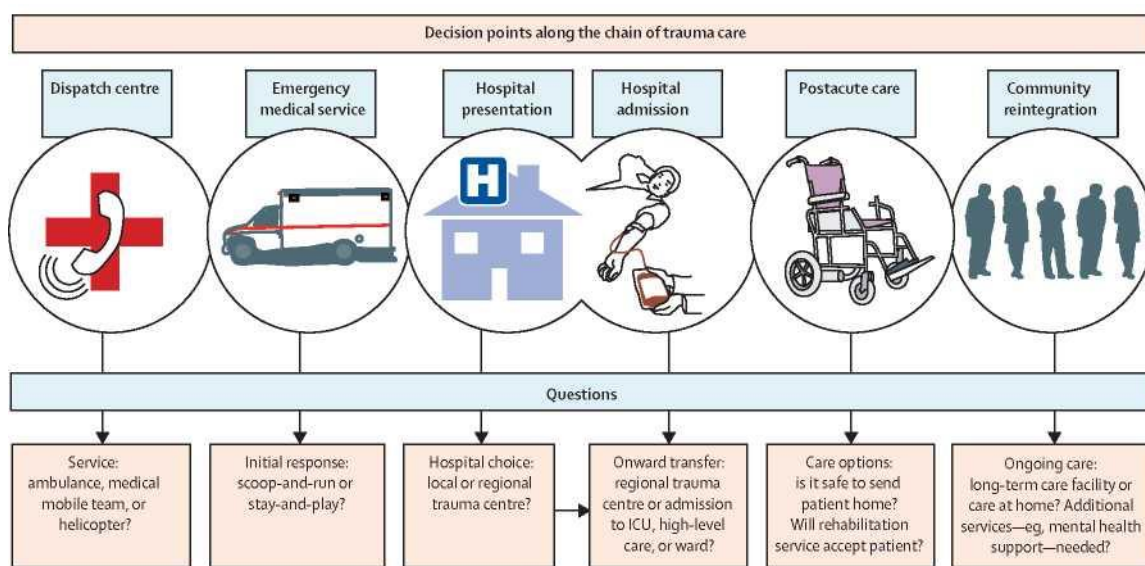 Decision points along the chain of trauma care
Dispatch centre
Emergency
medical service
Hospital
presentation
Hospital
admission
Postacute care
Community
reintegration
H
Questions
Service:
ambulance, medical
mobile team, or
helicopter?
Initial response:
scoop-and-run or
stay-and-play?
Hospital choice:
local or regional
trauma centre?
Onward transfer:
regional trauma
centre or admission
to ICU, high-level
care, or ward?
Care options:
is it safe to send
patient home?
Will rehabilitation
service accept patient?
Ongoing care:
long-term care facility or
care at home? Additional
services—eg, mental health
support—needed?